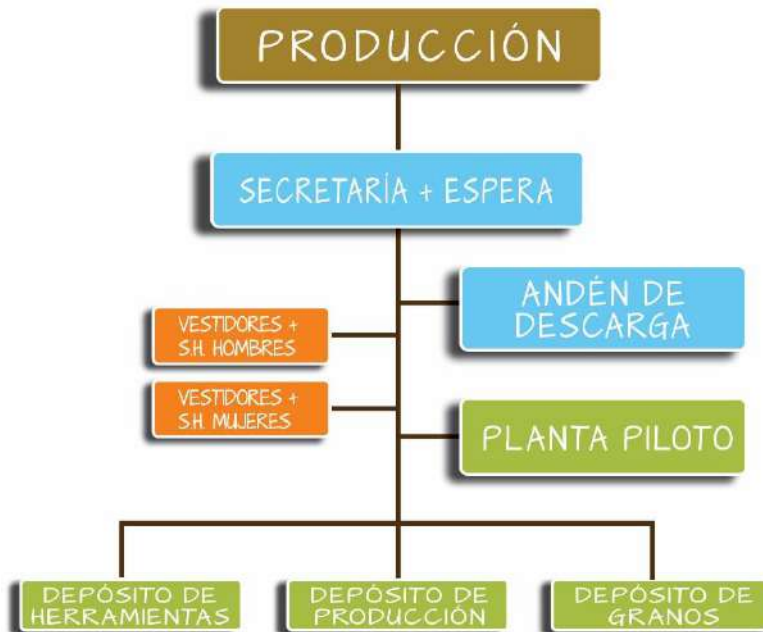 PRODUCCIÓN
SECRETARÍA + ESPERA
ANDÉN DE
DESCARGA
VESTIDORES +
S.H. HOMBRES
VESTIDORES +
S.H. MUJERES
PLANTA PILOTO
DEPÓSITO DE
HERRAMIENTAS
DEPÓSITO DE
PRODUCCIÓN
DEPÓSITO DE
GRANOS